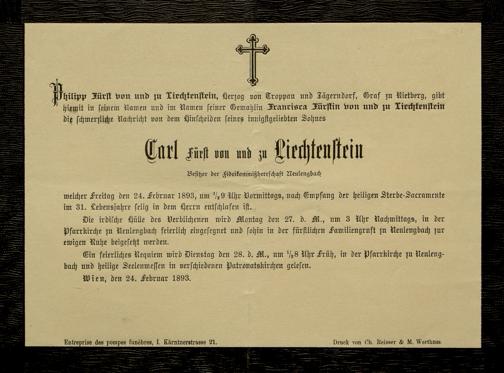 Philipp Fürst von und zu Liechtenstein, Herzog von Troppau und Jägerndorf, Graf zu Rietberg, gibt
hiemit in seinem Namen und im Namen seiner Gemahlin Francisca Fürstin von und zu Liechtenstein
die schmerzliche Nachricht von dem Hinscheiden seines innigstgeliebten Sohnes
Carl Fürst von und zu Liechtenstein
Besitzer der Fideikommißherrschaft Neulengbach
welcher Freitag den 24. Februar 1893, um ½9 Uhr Vormittags, nach Empfang der heiligen Sterbe-Sacramente
im 31. Lebensjahre selig in dem Herrn entschlafen ist.
Die irdische Hülle des Verblichenen wird Montag den 27. d. M., um 3 Uhr Nachmittags, in der
Pfarrkirche zu Neulengbach feierlich eingesegnet und sohin in der fürstlichen Familiengruft zu Neulengbach zur
ewigen Ruhe beigesetzt werden.
Ein feierliches Requiem wird Dienstag den 28. d. M., um ½8 Uhr Früh, in der Pfarrkirche zu Neuleng-
bach und heilige Seelenmessen in verschiedenen Patronatskirchen gelesen.
Wien, den 24. Februar 1893.
Entreprise des pompes funèbres, I. Kärntnerstrasse 21.
Druck von Ch. Reisser & M. Werthner.